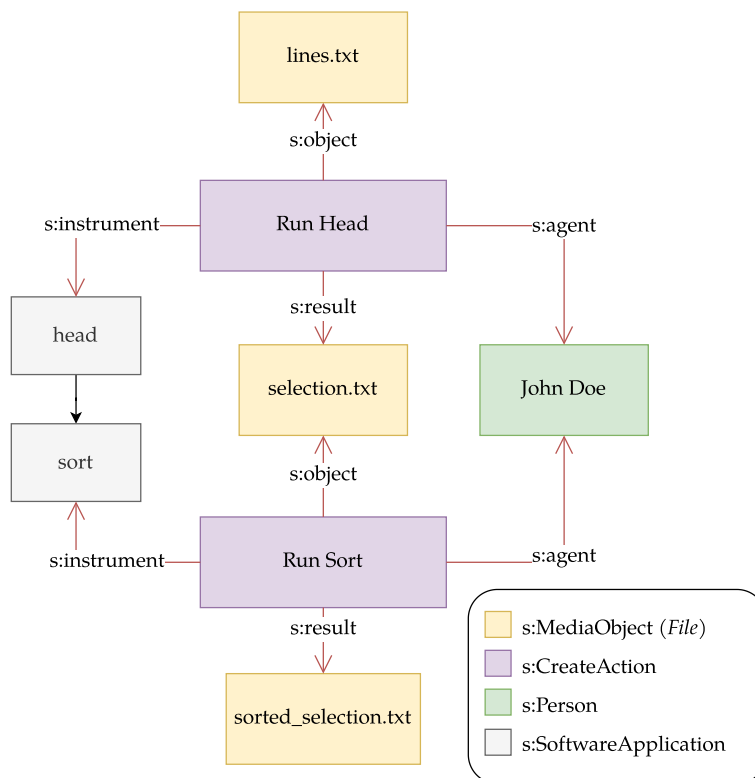 lines.txt
s:object
Run Head
s:instrument
s:agent
s:result
head
selection.txt
John Doe
sort
s:object
Run Sort
s:instrument
s:agent
s:result
sorted_selection.txt
s:MediaObject (File)
s:CreateAction
s:Person
s:SoftwareApplication